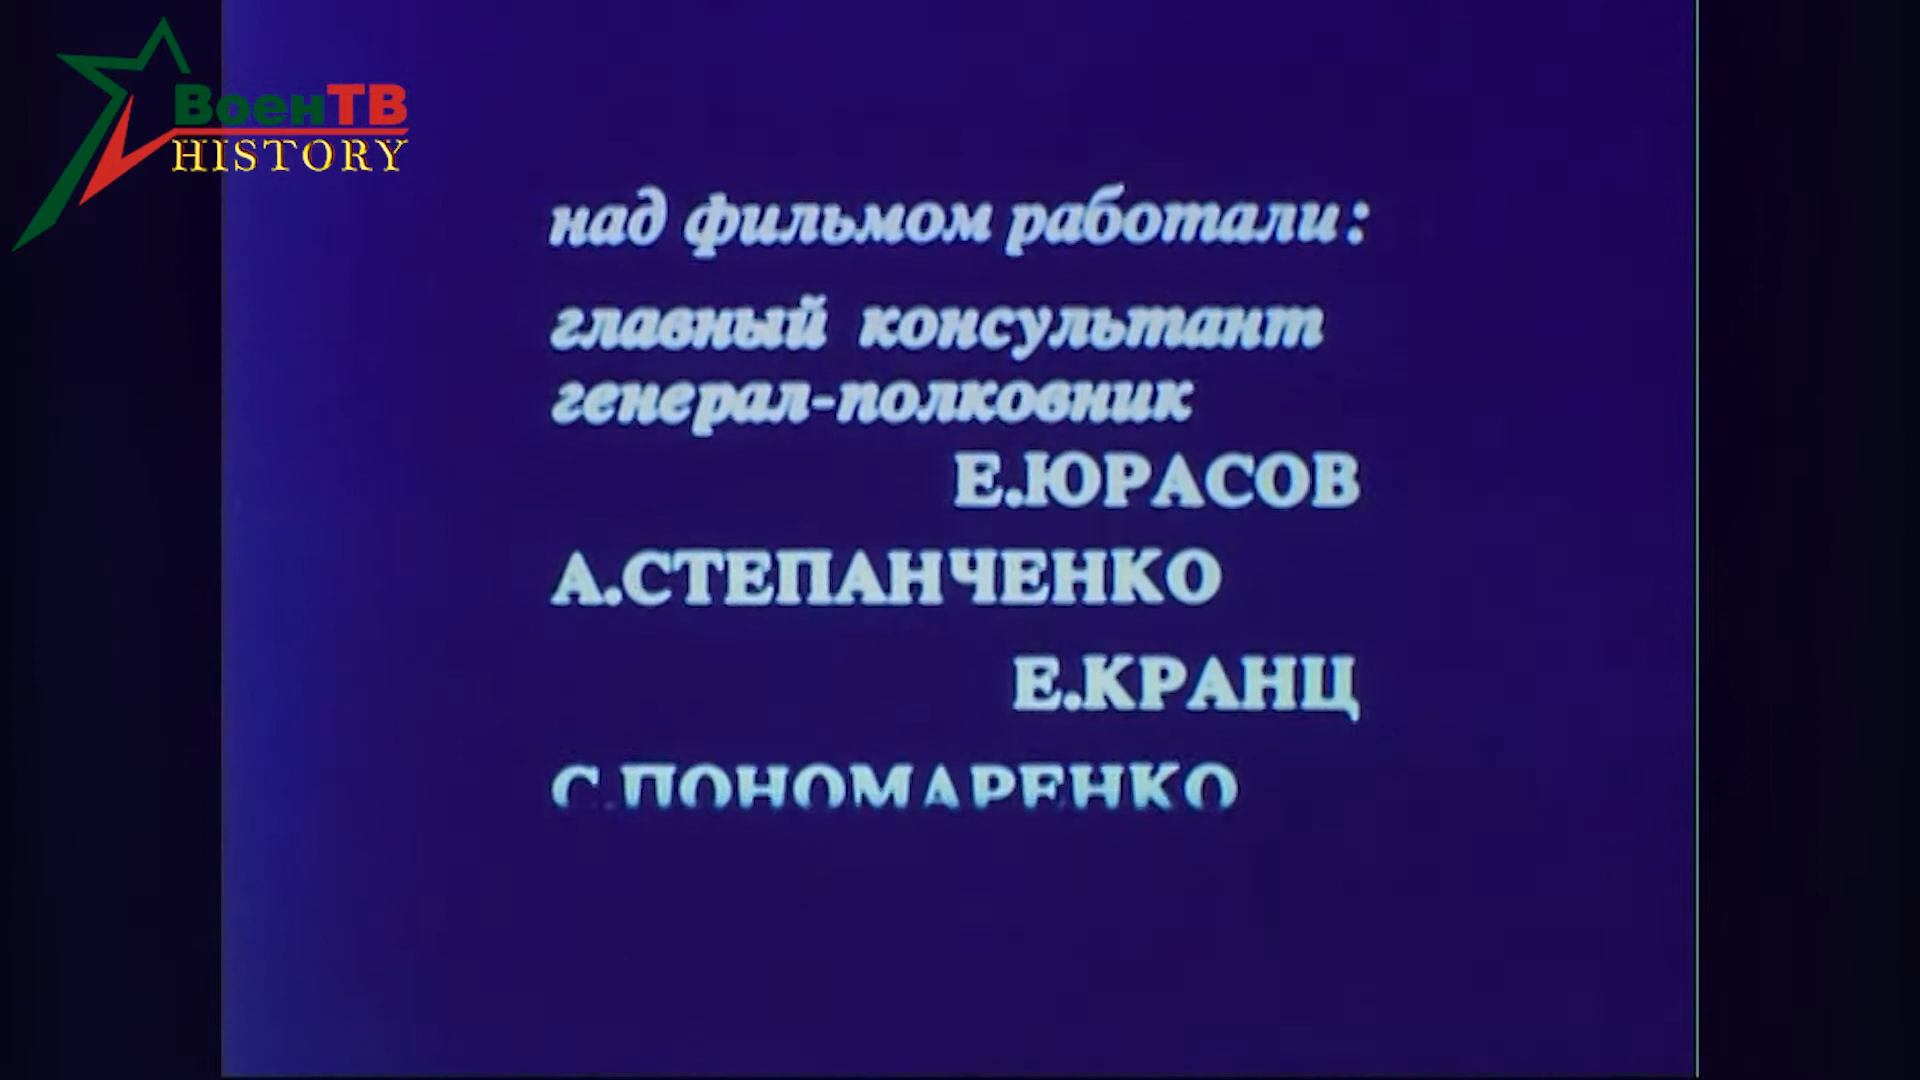 ВоенТВ
HISTORY
над фильмом работали:
главный консультант
генерал-полковник
Е.ЮРАСОВ
А.СТЕПАНЧЕНКО
Е.КРАНЦ
С.ПОНОМАРЕНКО